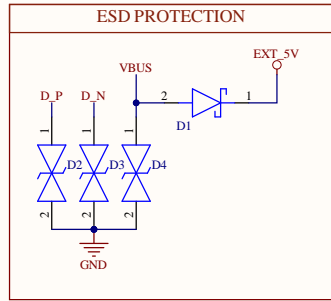 ESD PROTECTION
EXT_5V
VBUS
2
1
D1
D_P
D_N
1
1
1
D2
D3
D4
2
2
2
GND